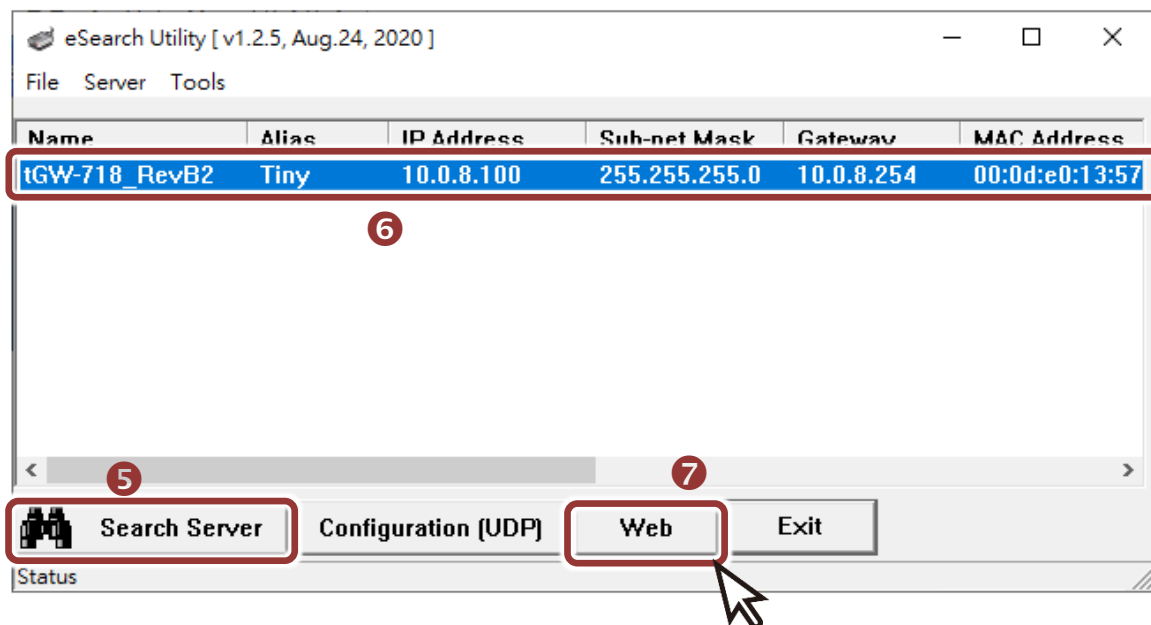 eSearch Utility [ v1.2.5, Aug.24, 2020 ]
File Server Tools
Name Alias IP Address Sub-net Mask Gateway MAC Address
tGW-718_RevB2 Tiny 10.0.8.100 255.255.255.0 10.0.8.254 00:0d:e0:13:57
6
5 7
Search Server Configuration (UDP) Web Exit
Status